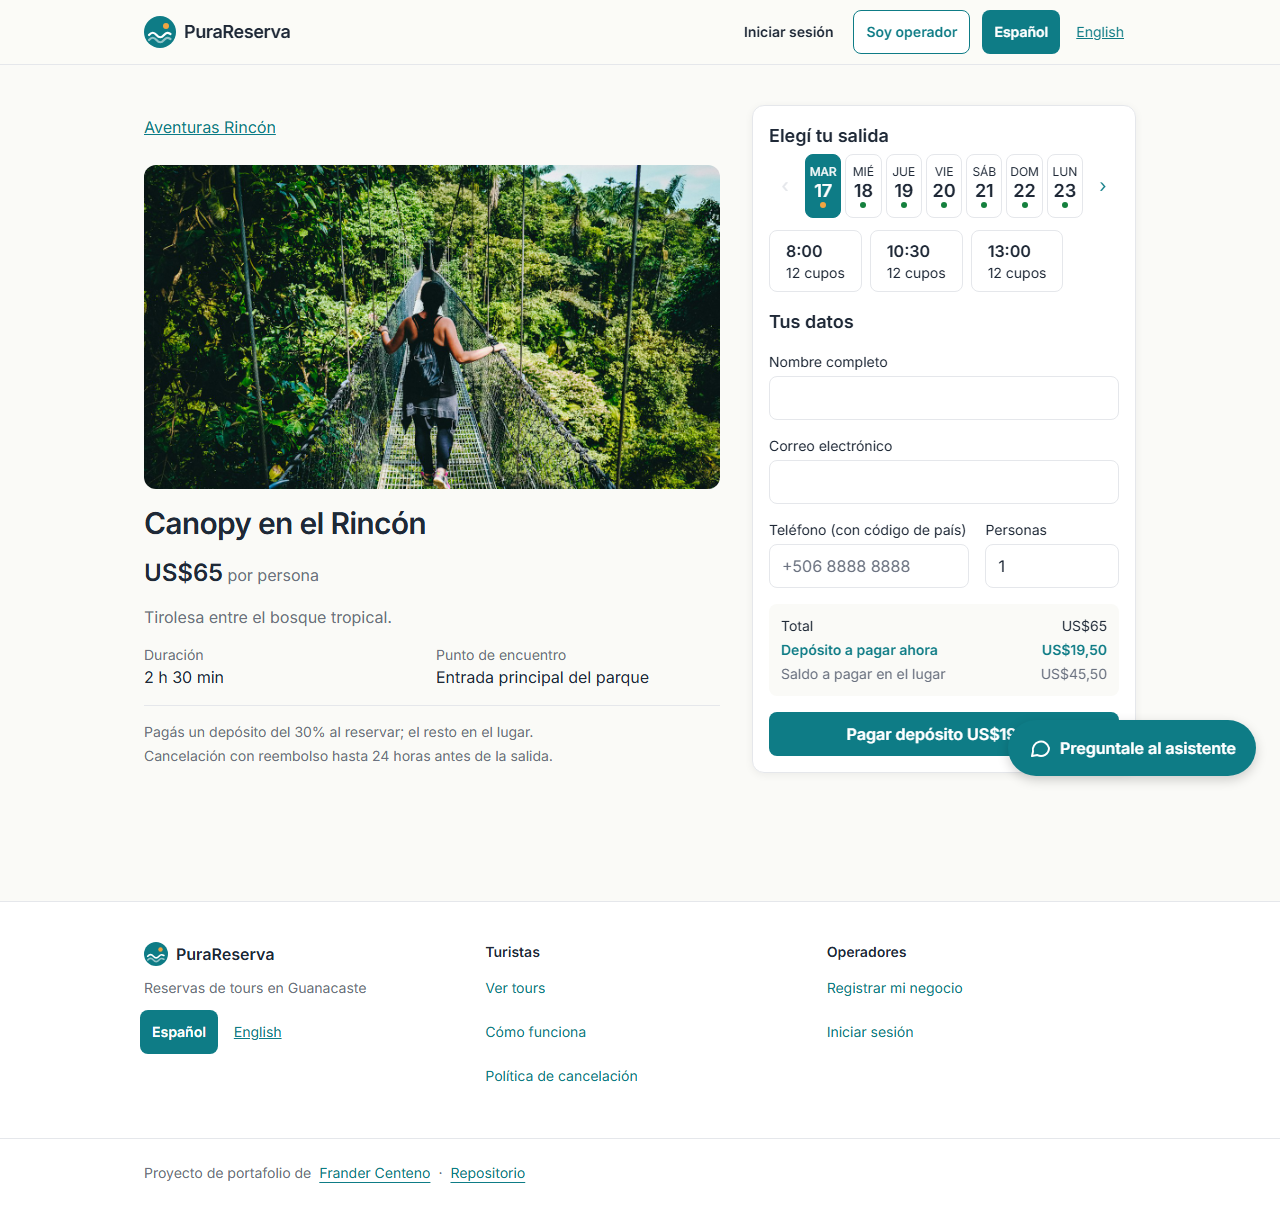 PuraReserva
Iniciar sesión
Soy operador
Español
English
Aventuras Rincón
Canopy en el Rincón
US$65 por persona
Tirolesa entre el bosque tropical.
Duración
2 h 30 min
Punto de encuentro
Entrada principal del parque
Pagás un depósito del 30% al reservar; el resto en el lugar.
Cancelación con reembolso hasta 24 horas antes de la salida.
Elegí tu salida
‹
MAR
17
MIÉ
18
JUE
19
VIE
20
SÁB
21
DOM
22
LUN
23
›
8:00
12 cupos
10:30
12 cupos
13:00
12 cupos
Tus datos
Nombre completo
Correo electrónico
Teléfono (con código de país)
+506 8888 8888
Personas
1
Total US$65
Depósito a pagar ahora US$19,50
Saldo a pagar en el lugar US$45,50
Pagar depósito US$19
Preguntale al asistente
PuraReserva
Reservas de tours en Guanacaste
Español
English
Turistas
Ver tours
Cómo funciona
Política de cancelación
Operadores
Registrar mi negocio
Iniciar sesión
Proyecto de portafolio de Frander Centeno · Repositorio